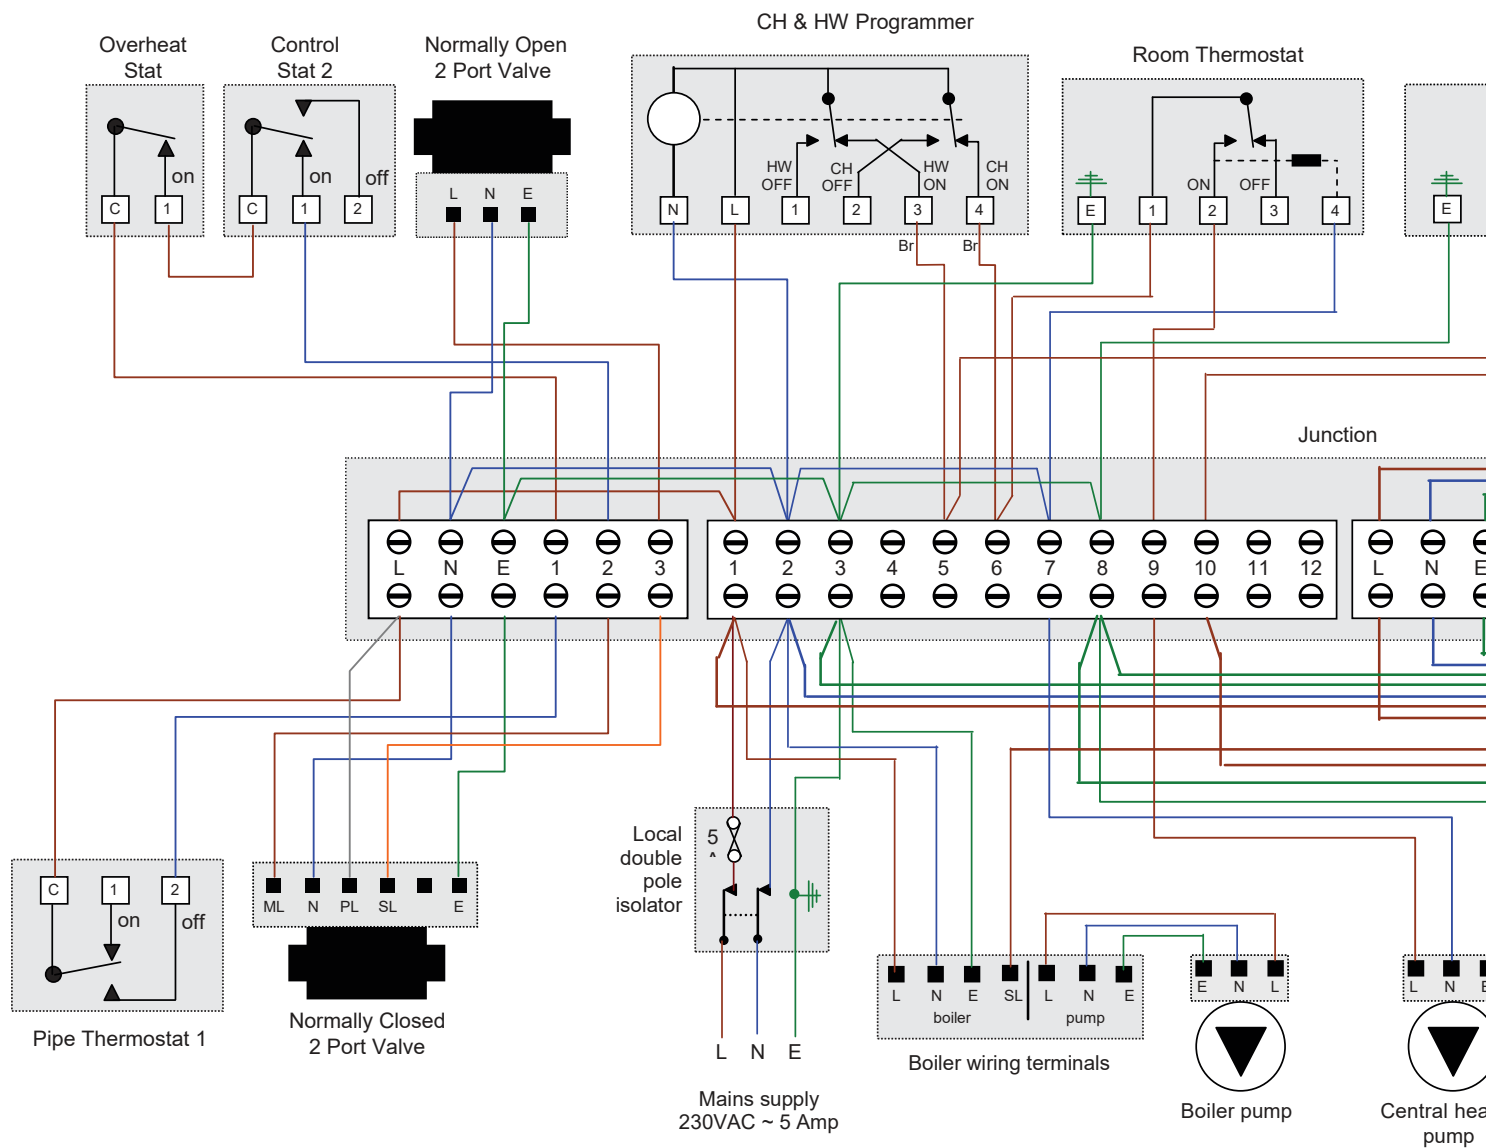 CH & HW Programmer
Overheat
Stat
Control
Stat 2
Normally Open
2 Port Valve
Room Thermostat
on
on
off
C
1
C
1
2
L
N
E
HW
OFF
CH
OFF
HW
ON
CH
ON
N
L
1
2
3
4
Br
Br
ON
OFF
E
1
2
3
4
E
Junction
L
N
E
1
2
3
1
2
3
4
5
6
7
8
9
10
11
12
L
N
E
Local
double
pole
isolator
5
A
C
1
2
on
off
Pipe Thermostat 1
ML
N
PL
SL
E
Normally Closed
2 Port Valve
L
N
E
Mains supply
230VAC ~ 5 Amp
L
N
E
SL
L
N
E
boiler
pump
Boiler wiring terminals
E
N
L
Boiler pump
L
N
E
Central hea
pump